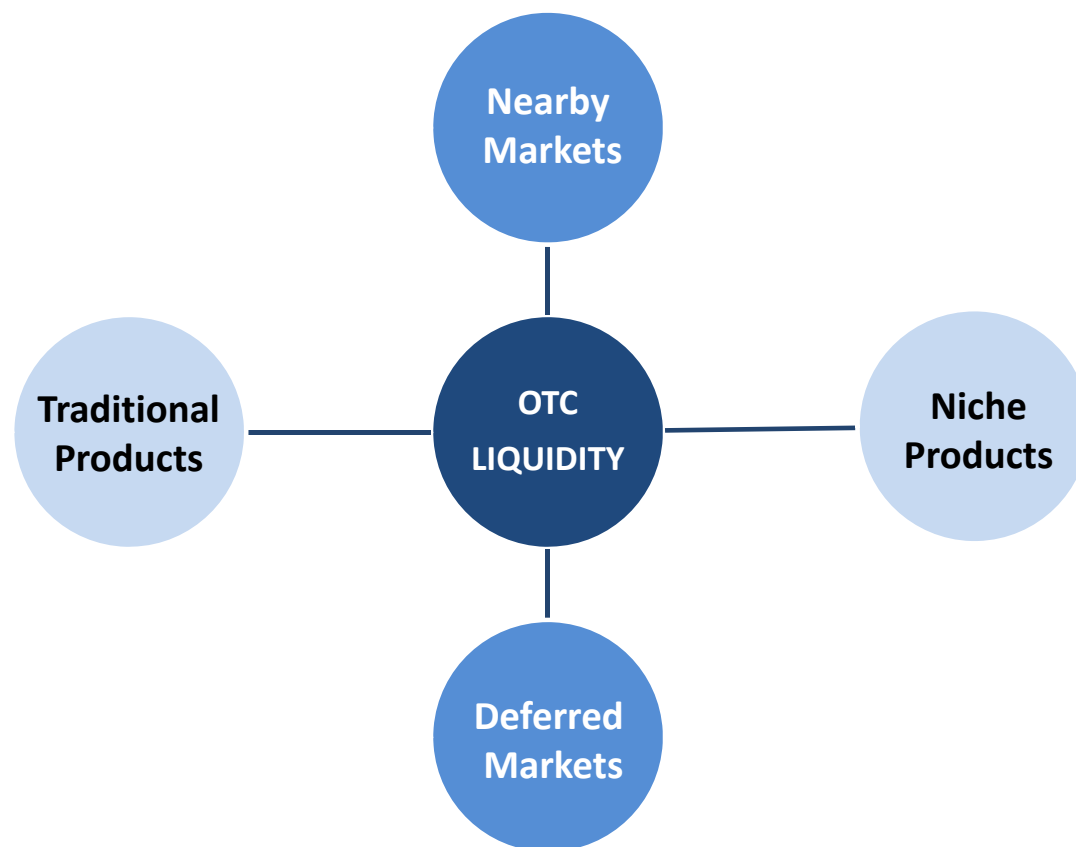 Nearby
Markets
Traditional
Products
OTC
LIQUIDITY
Niche
Products
Deferred
Markets